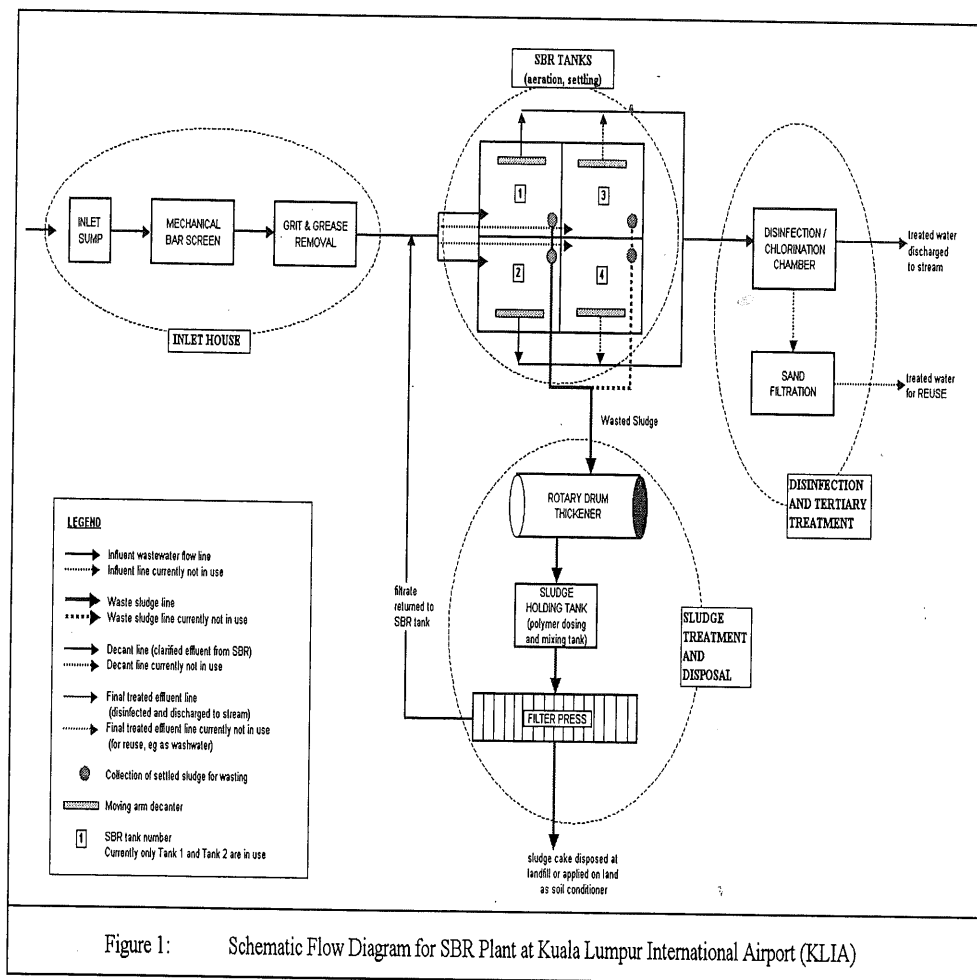 SBR TANKS
(aeration, settling)
1
3
2
4
INLET
SUMP
MECHANICAL
BAR SCREEN
GRIT & GREASE
REMOVAL
INLET HOUSE
DISINFECTION /
CHLORINATION
CHAMBER
treated water
discharged
to stream
SAND
FILTRATION
treated water
for REUSE
DISINFECTION
AND TERTIARY
TREATMENT
Wasted Sludge
ROTARY DRUM
THICKENER
SLUDGE
HOLDING TANK
(polymer dosing
and mixing tank)
FILTER PRESS
filtrate
returned to
SBR tank
SLUDGE
TREATMENT
AND
DISPOSAL
sludge cake disposed at
landfill or applied on land
as soil conditioner
LEGEND
Influent wastewater flow line
Influent line currently not in use
Waste sludge line
Waste sludge line currently not in use
Decant line (clarified effluent from SBR)
Decant line currently not in use
Final treated effluent line
(disinfected and discharged to stream)
Final treated effluent line currently not in use
(for reuse, eg as washwater)
Collection of settled sludge for wasting
Moving arm decanter
1
SBR tank number
Currently only Tank 1 and Tank 2 are in use
Figure 1: Schematic Flow Diagram for SBR Plant at Kuala Lumpur International Airport (KLIA)